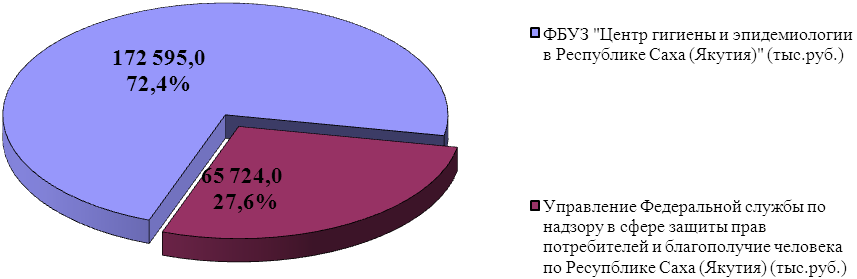 172 595,0
72,4%
65 724,0
27,6%
ФБУЗ "Центр гигиены и эпидемиологии
в Республике Саха (Якутия)" (тыс.руб.)
Управление Федеральной службы по
надзору в сфере защиты прав
потребителей и благополучие человека
по Ресупблике Саха (Якутия) (тыс.руб.)